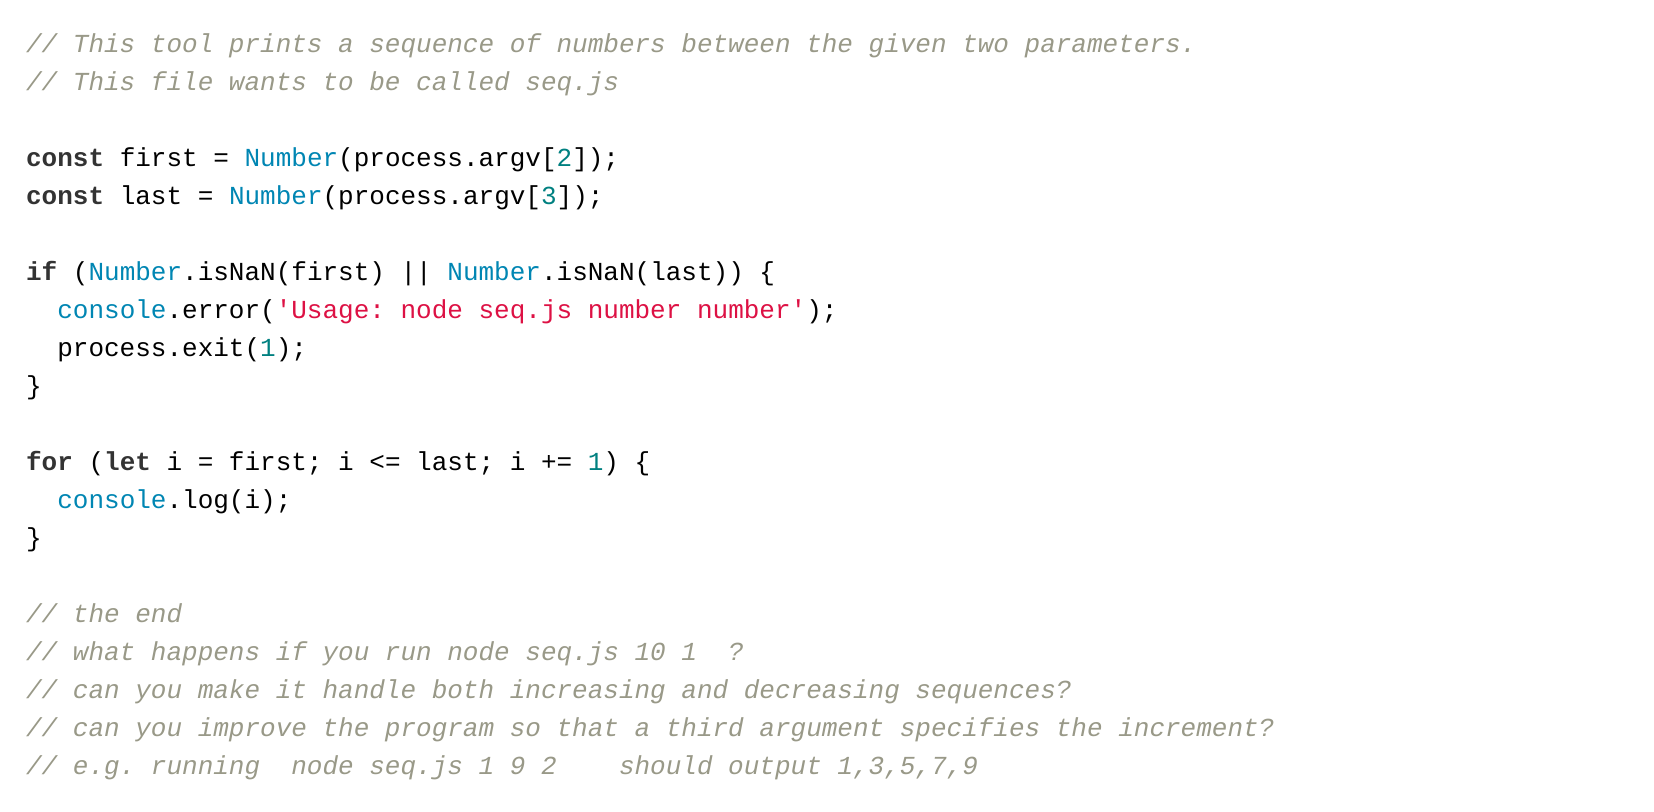 // This tool prints a sequence of numbers between the given two parameters.
// This file wants to be called seq.js

const first = Number(process.argv[2]);
const last = Number(process.argv[3]);

if (Number.isNaN(first) || Number.isNaN(last)) {
  console.error('Usage: node seq.js number number');
  process.exit(1);
}

for (let i = first; i <= last; i += 1) {
  console.log(i);
}

// the end
// what happens if you run node seq.js 10 1  ?
// can you make it handle both increasing and decreasing sequences?
// can you improve the program so that a third argument specifies the increment?
// e.g. running  node seq.js 1 9 2    should output 1,3,5,7,9